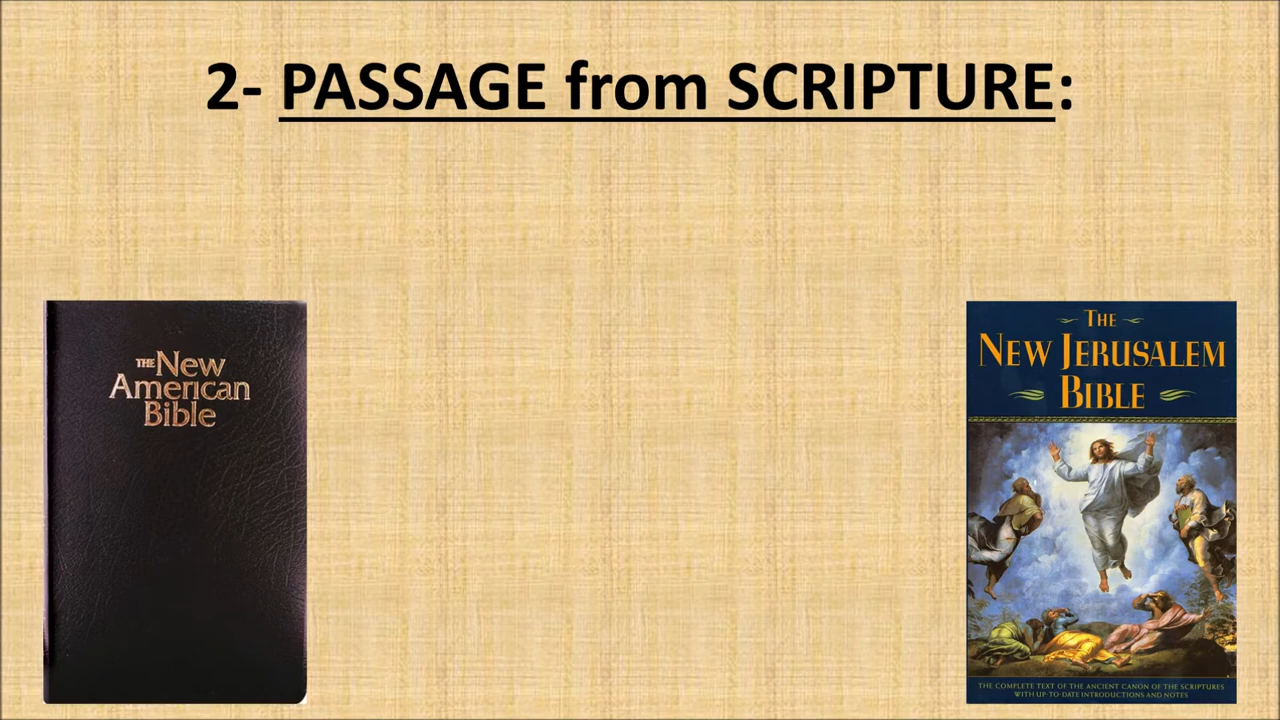 2- PASSAGE from SCRIPTURE:
THE New
American
Bible
THE
NEW JERUSALEM
BIBLE
THE COMPLETE TEXT OF THE ANCIENT CANON OF THE SCRIPTURES
WITH UP-TO-DATE INTRODUCTIONS AND NOTES